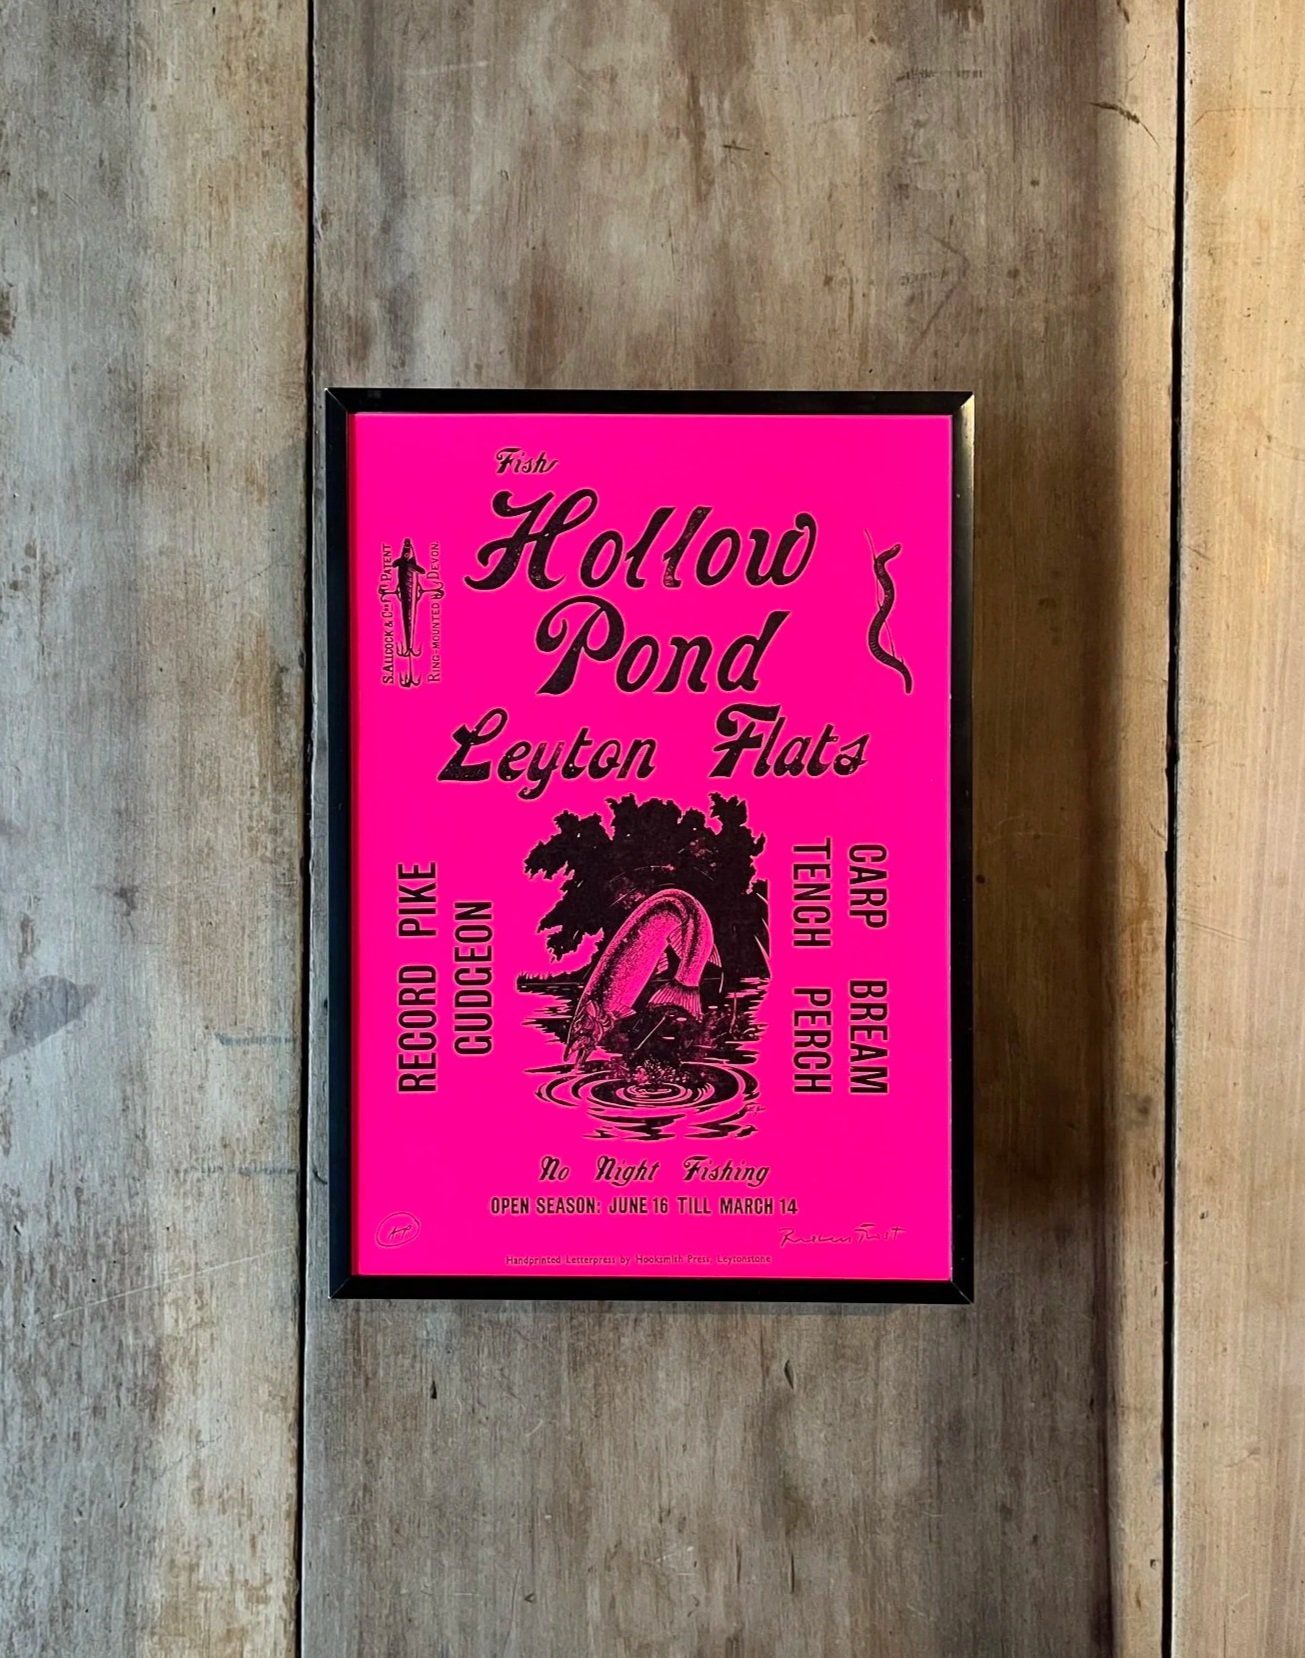 Fish
Hollow
Pond
Leyton Flats
S. Allcock & Co's Patent
Ring-mounted Devon.
RECORD PIKE
GUDGEON
CARP BREAM
TENCH PERCH
No Night Fishing
OPEN SEASON: JUNE 16 TILL MARCH 14
A/P
Handprinted Letterpress by Hooksmith Press, Leytonstone